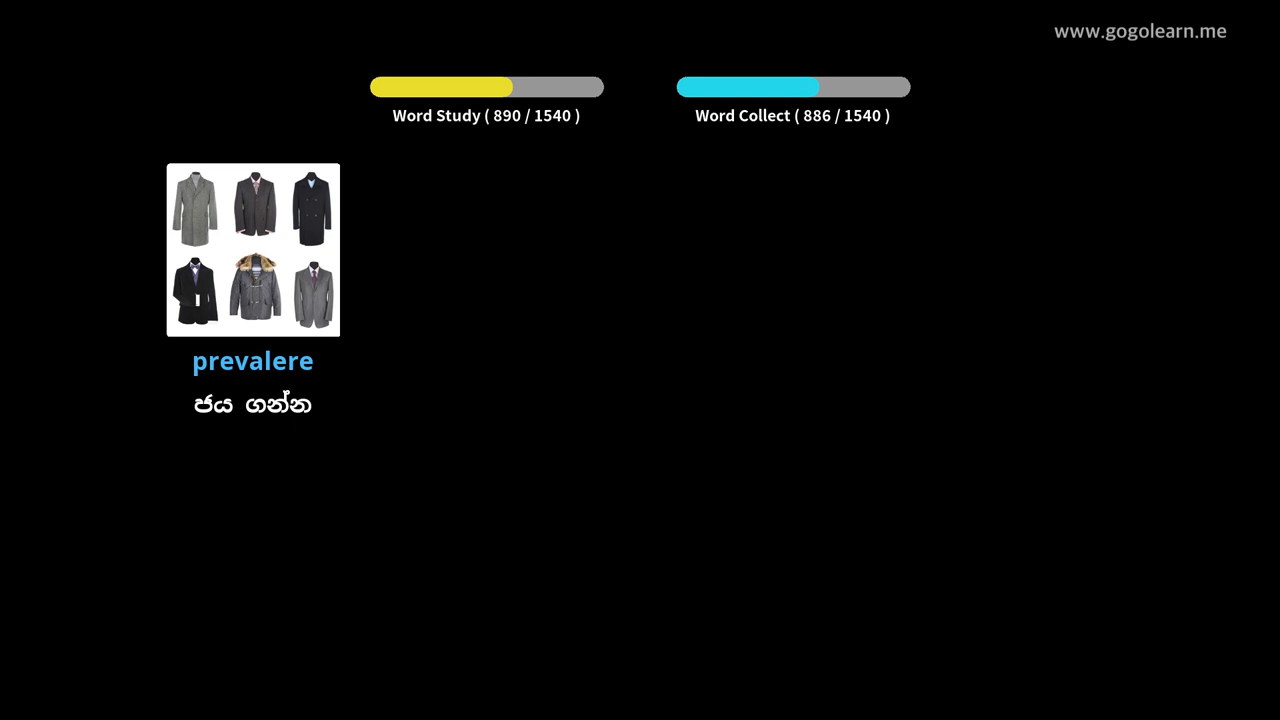 www.gogolearn.me
Word Study ( 890 / 1540 )
Word Collect ( 886 / 1540 )
prevalere
ජය ගන්න